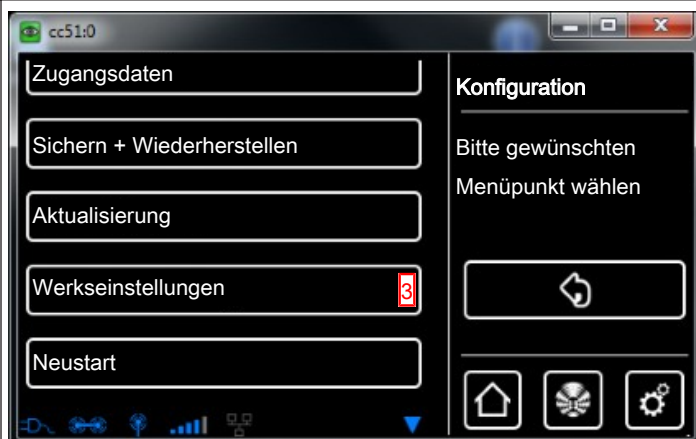 cc51:0
Zugangsdaten
Sichern + Wiederherstellen
Aktualisierung
Werkseinstellungen 3
Neustart
Konfiguration
Bitte gewünschten
Menüpunkt wählen